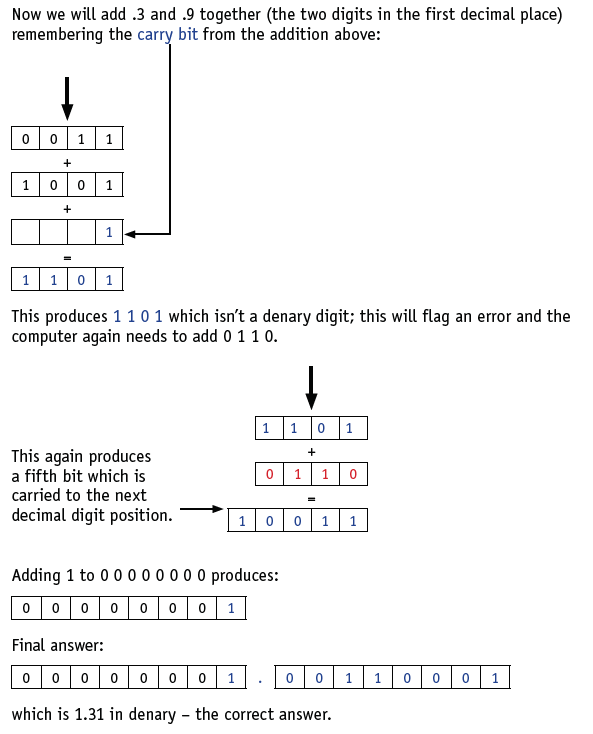 Now we will add .3 and .9 together (the two digits in the first decimal place)
remembering the carry bit from the addition above:
0 0 1 1
+
1 0 0 1
+
1
=
1 1 0 1
This produces 1 1 0 1 which isn't a denary digit; this will flag an error and the
computer again needs to add 0 1 1 0.
1 1 0 1
+
0 1 1 0
=
1 0 0 1 1
This again produces
a fifth bit which is
carried to the next
decimal digit position.
Adding 1 to 0 0 0 0 0 0 0 0 produces:
0 0 0 0 0 0 0 1
Final answer:
0 0 0 0 0 0 0 1 . 0 0 1 1 0 0 0 1
which is 1.31 in denary – the correct answer.